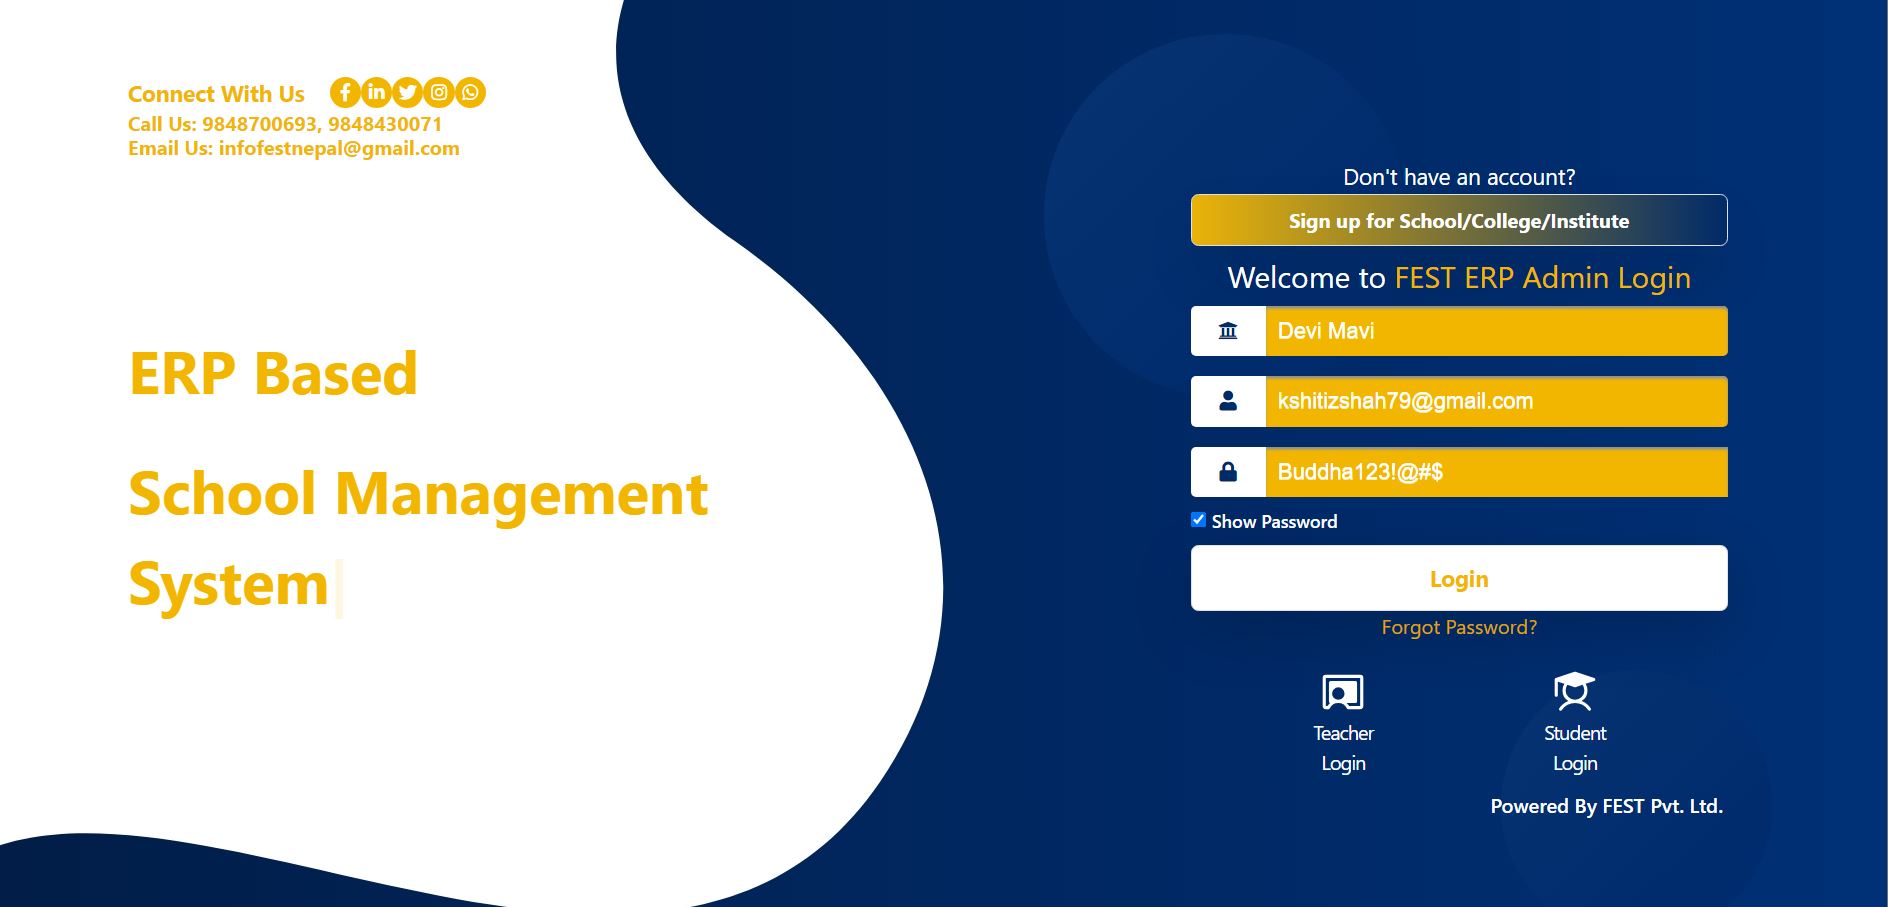 Connect With Us
Call Us: 9848700693, 9848430071
Email Us: infofestnepal@gmail.com
ERP Based
School Management
System
Don't have an account?
Sign up for School/College/Institute
Welcome to FEST ERP Admin Login
Devi Mavi
kshitizshah79@gmail.com
Buddha123!@#$
Show Password
Login
Forgot Password?
Teacher
Login
Student
Login
Powered By FEST Pvt. Ltd.